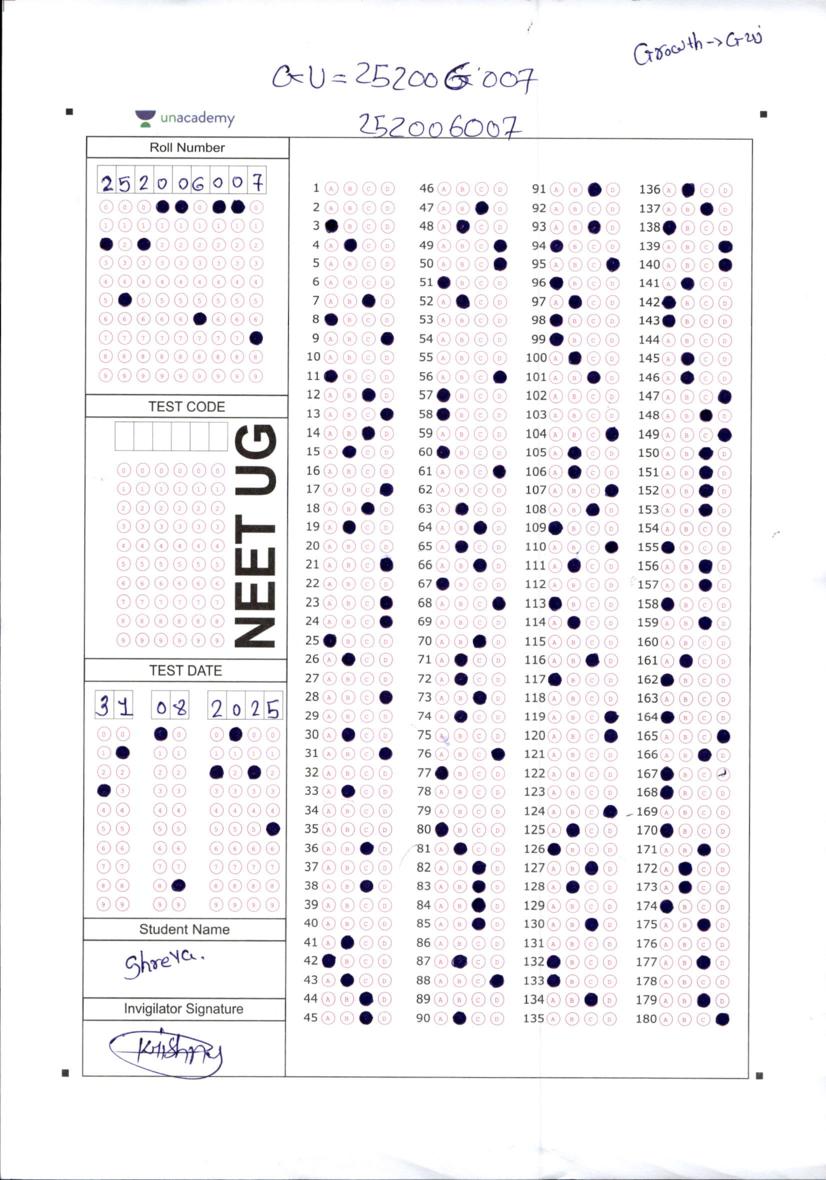 Growth → G
GU = 252006007
252006007
unacademy
Roll Number
252006007
TEST CODE
NEET UG
TEST DATE
31 08 2025
Student Name
Shreya.
Invigilator Signature
Krishna
1 A B C D 46 A B C D 91 A B D 136 A C D
2 A B C D 47 A B D 92 A B C D 137 A B D
3 B C D 48 A C D 93 A B D 138 B C D
4 A C D 49 A B C 94 B C D 139 A B C
5 A B C D 50 A B C 95 A B C 140 A B C
6 A B C D 51 B C D 96 B C D 141 A C D
7 A B D 52 A C D 97 A C D 142 B C D
8 B C D 53 A B C D 98 B C D 143 B C D
9 A B C 54 A B C D 99 B C D 144 A B C D
10 A B C D 55 A B C D 100 A C D 145 A C D
11 B C D 56 A B C 101 A B D 146 A C D
12 A B D 57 B C D 102 A B C D 147 A B C
13 A B C 58 B C D 103 A B C D 148 A B D
14 A B D 59 A B C D 104 A B C 149 A B C
15 A C D 60 B C D 105 A C D 150 A B D
16 A B C D 61 A B C 106 A C D 151 A B D
17 A B C 62 A B C D 107 A B C 152 A B D
18 A B D 63 A C D 108 A B D 153 A B D
19 A C D 64 A B D 109 B C D 154 A B C D
20 A B C D 65 A C D 110 A B C 155 B C D
21 A B C 66 A B D 111 A C D 156 A B D
22 A B C D 67 B C D 112 A B C D 157 A B D
23 A B C 68 A B C 113 B C D 158 B C D
24 A B C 69 A B C D 114 A C D 159 A B D
25 B C D 70 A B D 115 A B C D 160 A B C D
26 A C D 71 A C D 116 A B D 161 A C D
27 A B C D 72 A C D 117 B C D 162 B C D
28 A B C 73 A B D 118 A B C D 163 A B C D
29 A B C D 74 A C D 119 A B C 164 B C D
30 A C D 75 A B C D 120 A B C 165 A B C
31 A B C 76 A B C 121 A B C D 166 A B D
32 A B C D 77 B C D 122 A B C D 167 B C
33 A C D 78 A B C D 123 A B C D 168 B C D
34 A B C D 79 A B C D 124 A B C 169 A B C D
35 A B C D 80 B C D 125 A C D 170 B C D
36 A B D 81 A C D 126 B C D 171 A B D
37 A B C D 82 A B D 127 A B D 172 A C D
38 A B D 83 A B D 128 A C D 173 A C D
39 A B C D 84 A B D 129 A B C D 174 B C D
40 A B C D 85 A B D 130 A B D 175 A B D
41 A C D 86 A B C D 131 A B C D 176 A B C D
42 B C D 87 A C D 132 B C D 177 A B D
43 A C D 88 A B C 133 B C D 178 A B C D
44 A B D 89 A B C D 134 A B D 179 A B D
45 A B D 90 A C D 135 A B C D 180 A B C